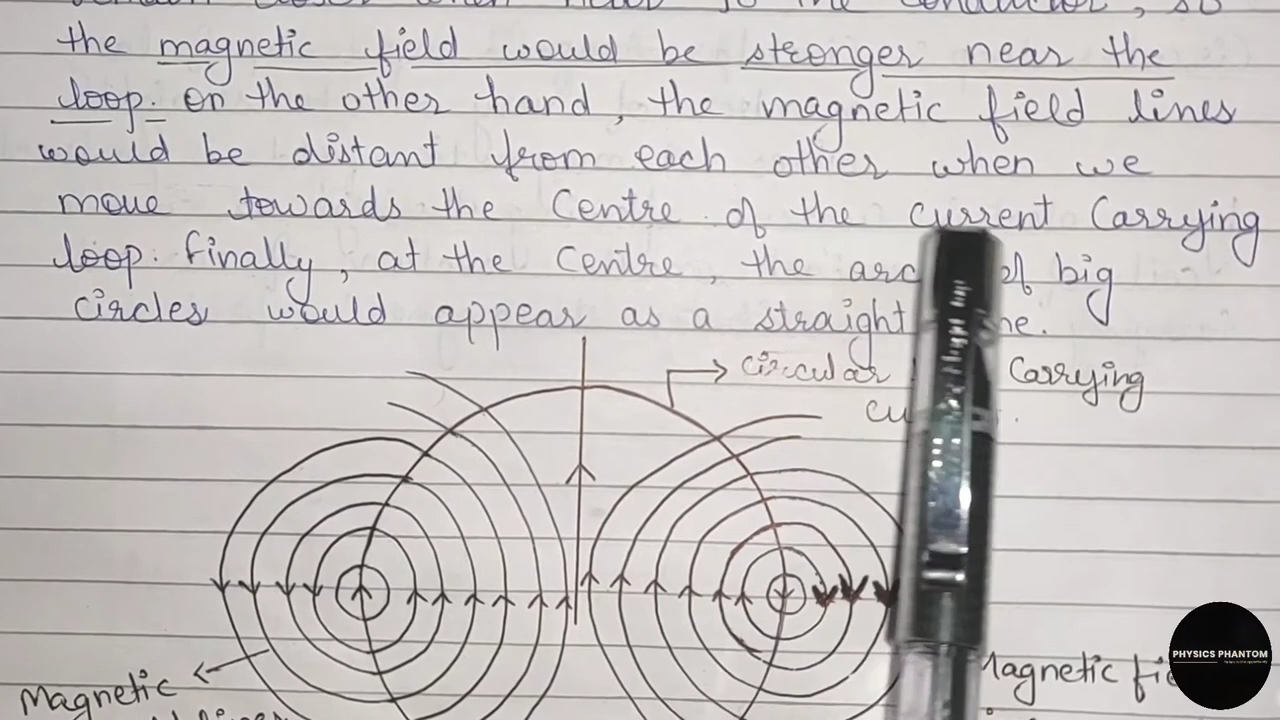 the magnetic field would be stronger near the
loop. On the other hand, the magnetic field lines
would be distant from each other when we
move towards the Centre of the current Carrying
loop. Finally, at the Centre, the of big
circles would appear as a straight
Circular Carrying
Magnetic
Magnetic
PHYSICS PHANTOM